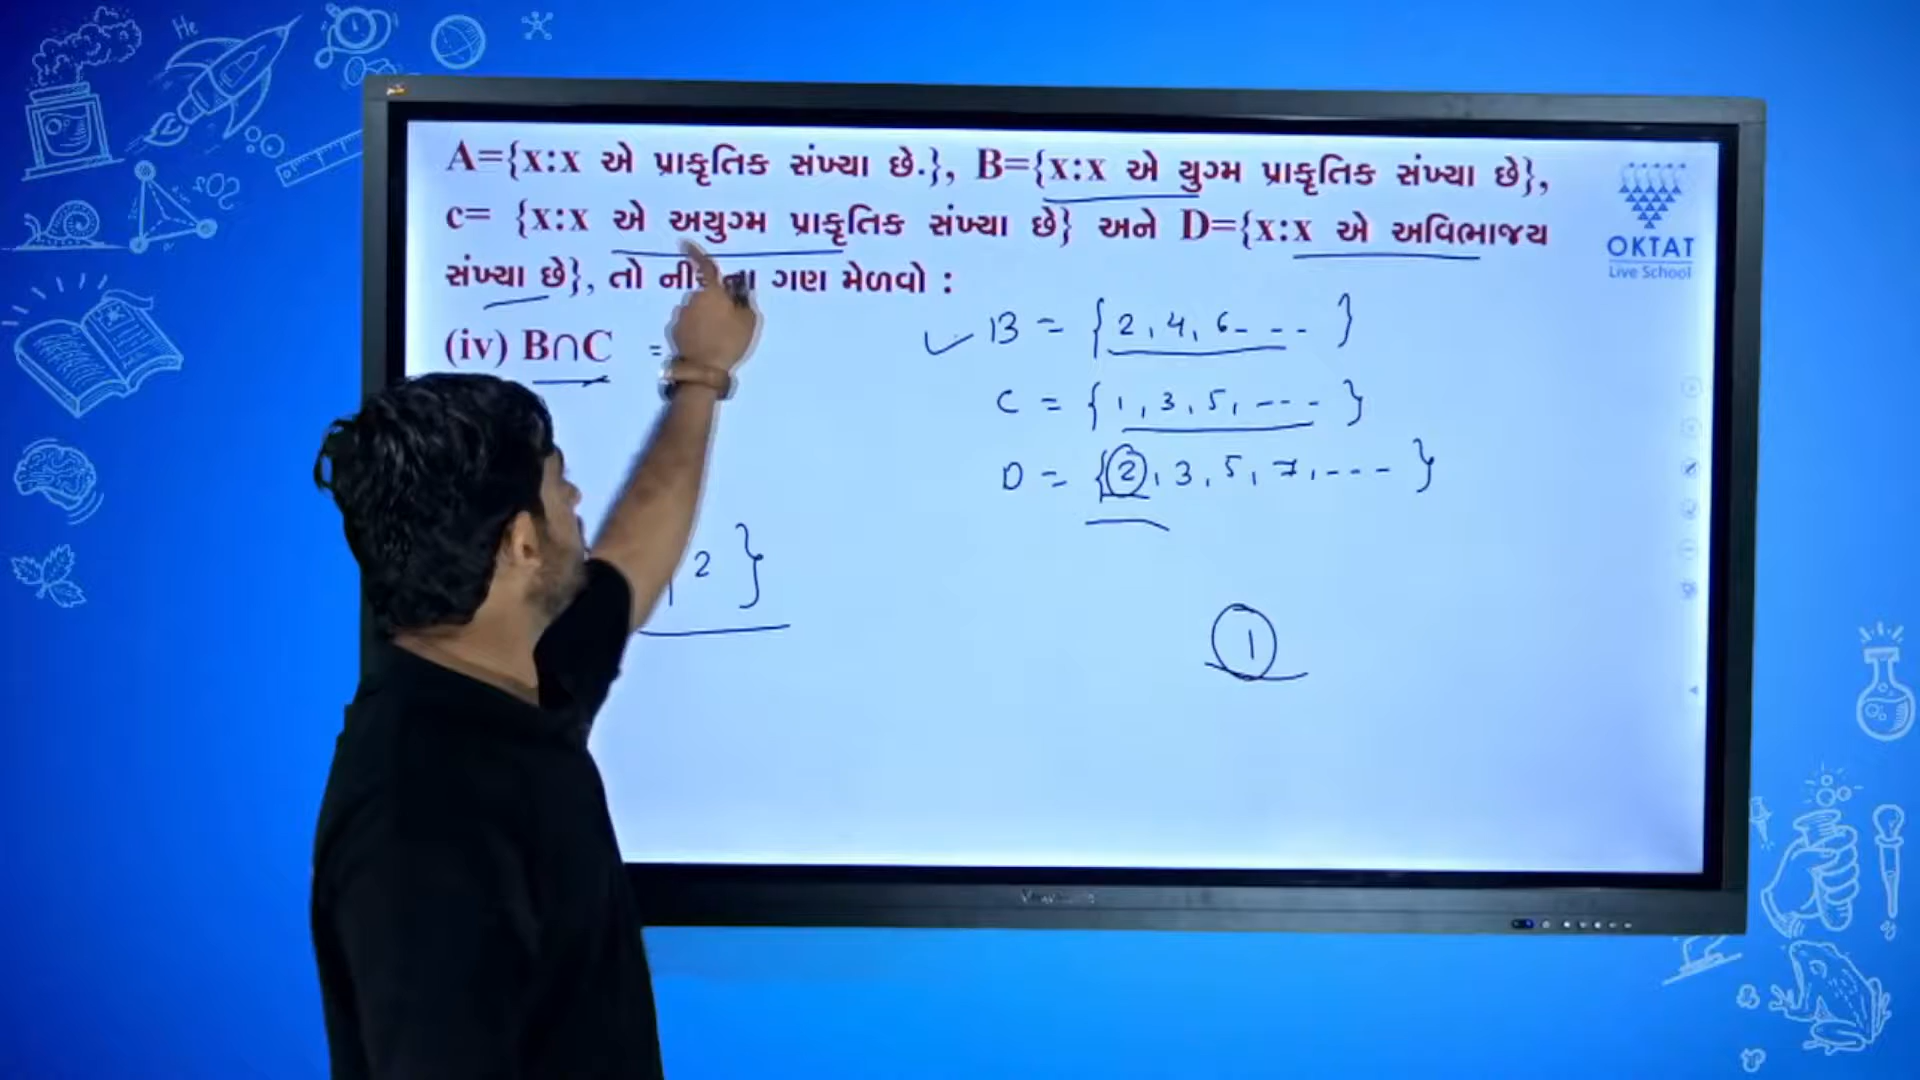 A={x:x એ પ્રાકૃતિક સંખ્યા છે.}, B={x:x એ યુગ્મ પ્રાકૃતિક સંખ્યા છે},
c= {x:x એ અયુગ્મ પ્રાકૃતિક સંખ્યા છે} અને D={x:x એ અવિભાજ્ય
સંખ્યા છે}, તો ગણ મેળવો :
(iv) B∩C =
B = {2, 4, 6- - - }
C = {1, 3, 5, --- }
D = {2, 3, 5, 7, --- }
2 }
1
OKTAT
Live School
He